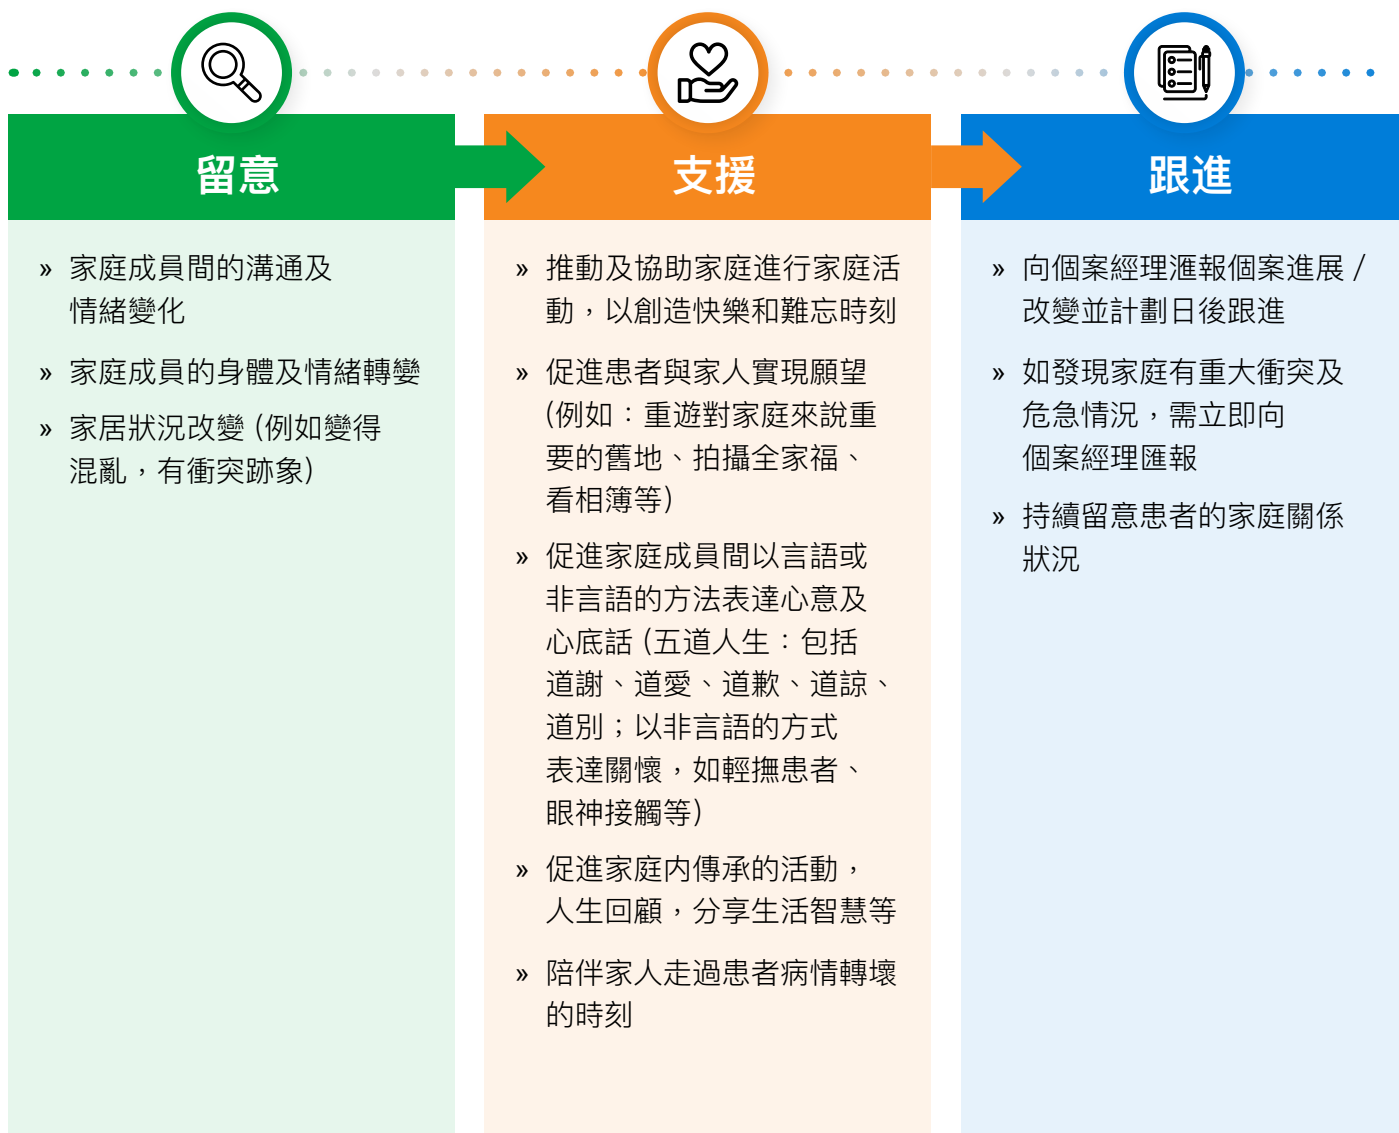 留意
» 家庭成員間的溝通及
情緒變化
» 家庭成員的身體及情緒轉變
» 家居狀況改變 (例如變得
混亂，有衝突跡象)
支援
» 推動及協助家庭進行家庭活
動，以創造快樂和難忘時刻
» 促進患者與家人實現願望
(例如：重遊對家庭來說重
要的舊地、拍攝全家福、
看相簿等)
» 促進家庭成員間以言語或
非言語的方法表達心意及
心底話 (五道人生：包括
道謝、道愛、道歉、道諒、
道別；以非言語的方式
表達關懷，如輕撫患者、
眼神接觸等)
» 促進家庭內傳承的活動，
人生回顧，分享生活智慧等
» 陪伴家人走過患者病情轉壞
的時刻
跟進
» 向個案經理滙報個案進展 /
改變並計劃日後跟進
» 如發現家庭有重大衝突及
危急情況，需立即向
個案經理匯報
» 持續留意患者的家庭關係
狀況